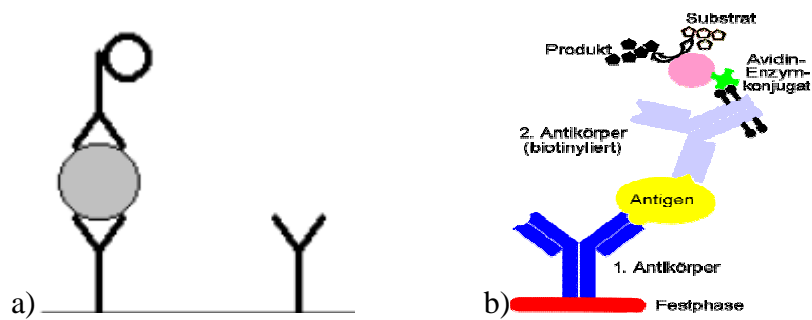 Substrat
Produkt
Avidin-
Enzym-
konjugat
2. Antikörper
(biotinyliert)
Antigen
1. Antikörper
a)
b)
Festphase